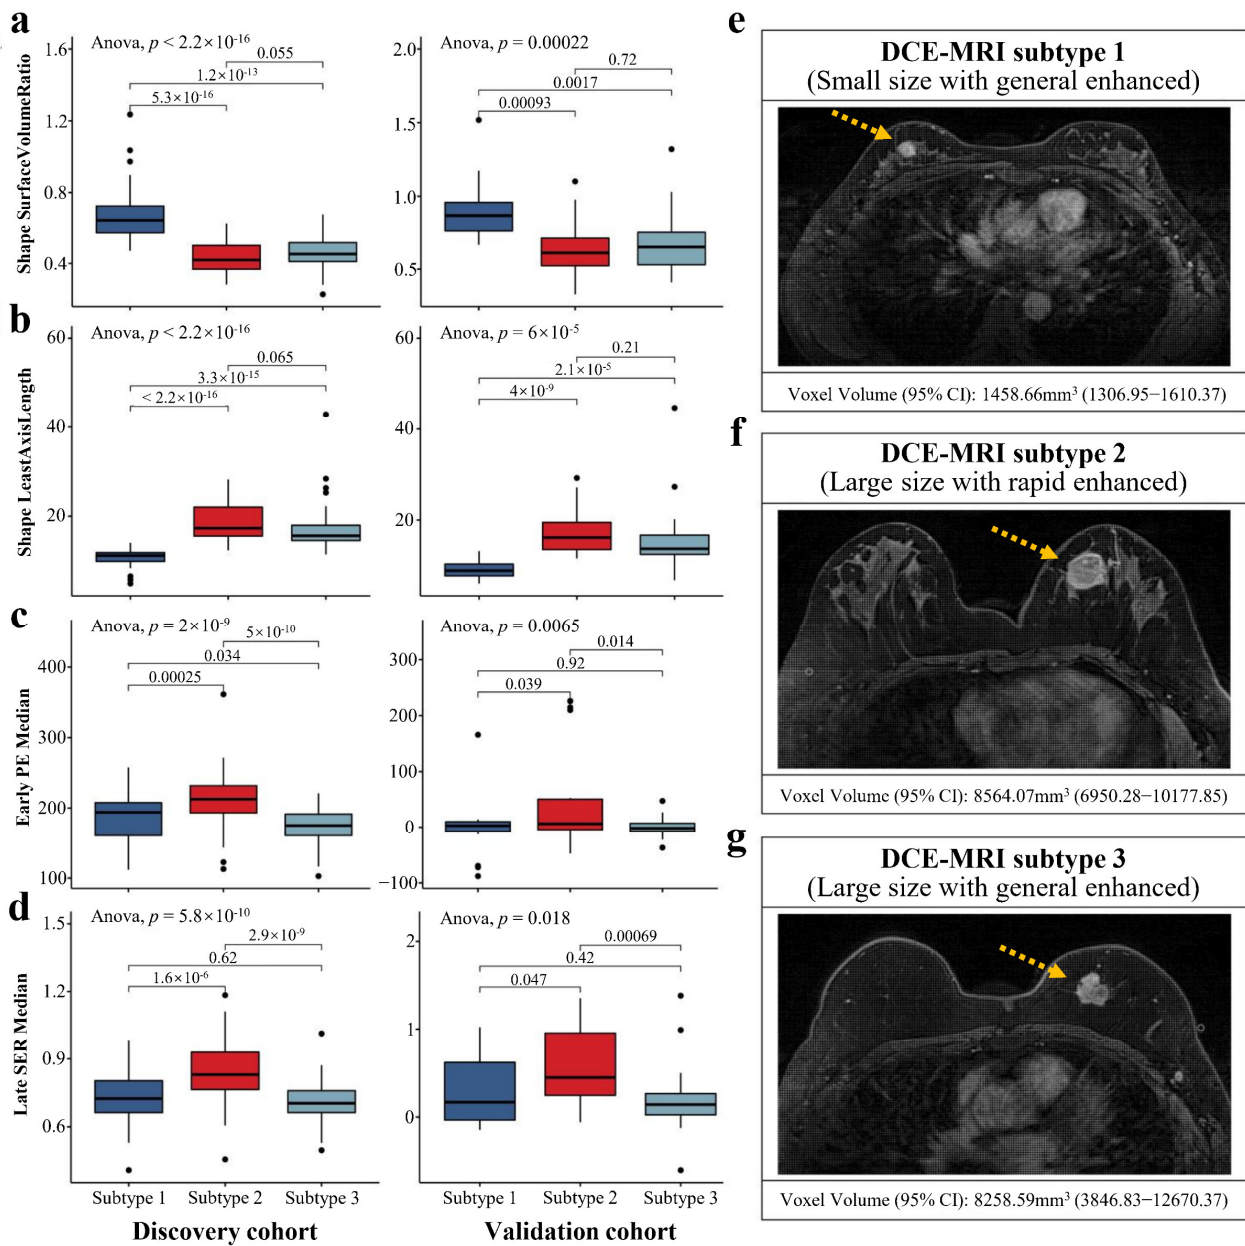 a
Anova, p < 2.2×10-16
0.055
1.2×10-13
5.3×10-16
Shape SurfaceVolumeRatio
1.6
1.2
0.8
0.4
Anova, p = 0.00022
0.72
0.0017
0.00093
2.0
1.5
1.0
0.5
b
Anova, p < 2.2×10-16
0.065
3.3×10-15
< 2.2×10-16
Shape LeastAxisLength
60
40
20
Anova, p = 6×10-5
0.21
2.1×10-5
4×10-9
60
40
20
c
Anova, p = 2×10-9
5×10-10
0.034
0.00025
Early PE Median
400
300
200
100
Anova, p = 0.0065
0.014
0.92
0.039
300
200
100
0
−100
d
Anova, p = 5.8×10-10
2.9×10-9
0.62
1.6×10-6
Late SER Median
1.5
1.2
0.9
0.6
Anova, p = 0.018
0.00069
0.42
0.047
2
1
0
Subtype 1 Subtype 2 Subtype 3
Discovery cohort
Subtype 1 Subtype 2 Subtype 3
Validation cohort
e
DCE-MRI subtype 1
(Small size with general enhanced)
Voxel Volume (95% CI): 1458.66mm3 (1306.95−1610.37)
f
DCE-MRI subtype 2
(Large size with rapid enhanced)
Voxel Volume (95% CI): 8564.07mm3 (6950.28−10177.85)
g
DCE-MRI subtype 3
(Large size with general enhanced)
Voxel Volume (95% CI): 8258.59mm3 (3846.83−12670.37)